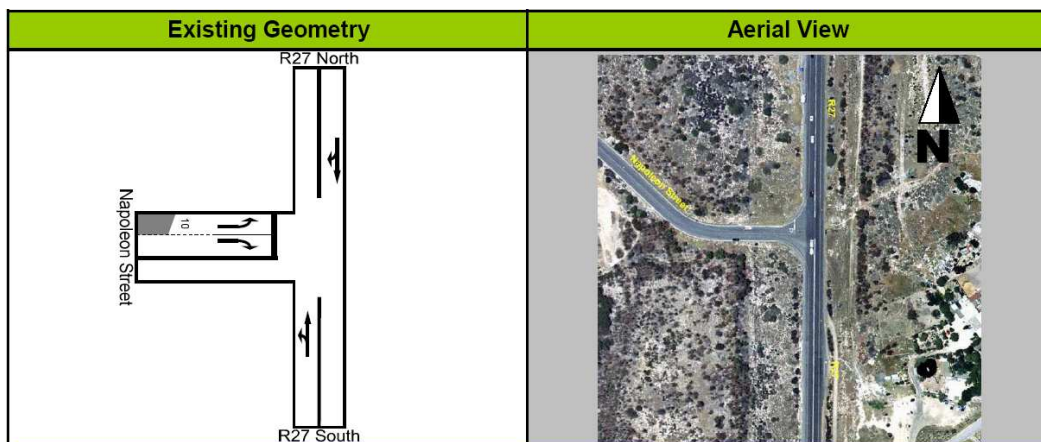 Existing Geometry
Aerial View
R27 North
Napoleon Street
10
R27 South
R27
Napoleon Street
N